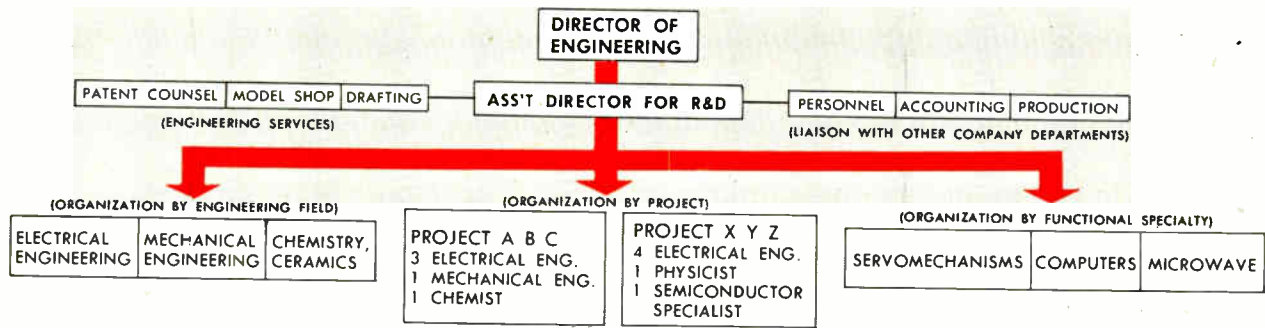 DIRECTOR OF
ENGINEERING
PATENT COUNSEL
MODEL SHOP
DRAFTING
(ENGINEERING SERVICES)
ASS'T DIRECTOR FOR R&D
PERSONNEL
ACCOUNTING
PRODUCTION
(LIAISON WITH OTHER COMPANY DEPARTMENTS)
(ORGANIZATION BY ENGINEERING FIELD)
ELECTRICAL
ENGINEERING
MECHANICAL
ENGINEERING
CHEMISTRY,
CERAMICS
(ORGANIZATION BY PROJECT)
PROJECT A B C
3 ELECTRICAL ENG.
1 MECHANICAL ENG.
1 CHEMIST
PROJECT X Y Z
4 ELECTRICAL ENG.
1 PHYSICIST
1 SEMICONDUCTOR
SPECIALIST
(ORGANIZATION BY FUNCTIONAL SPECIALTY)
SERVOMECHANISMS
COMPUTERS
MICROWAVE